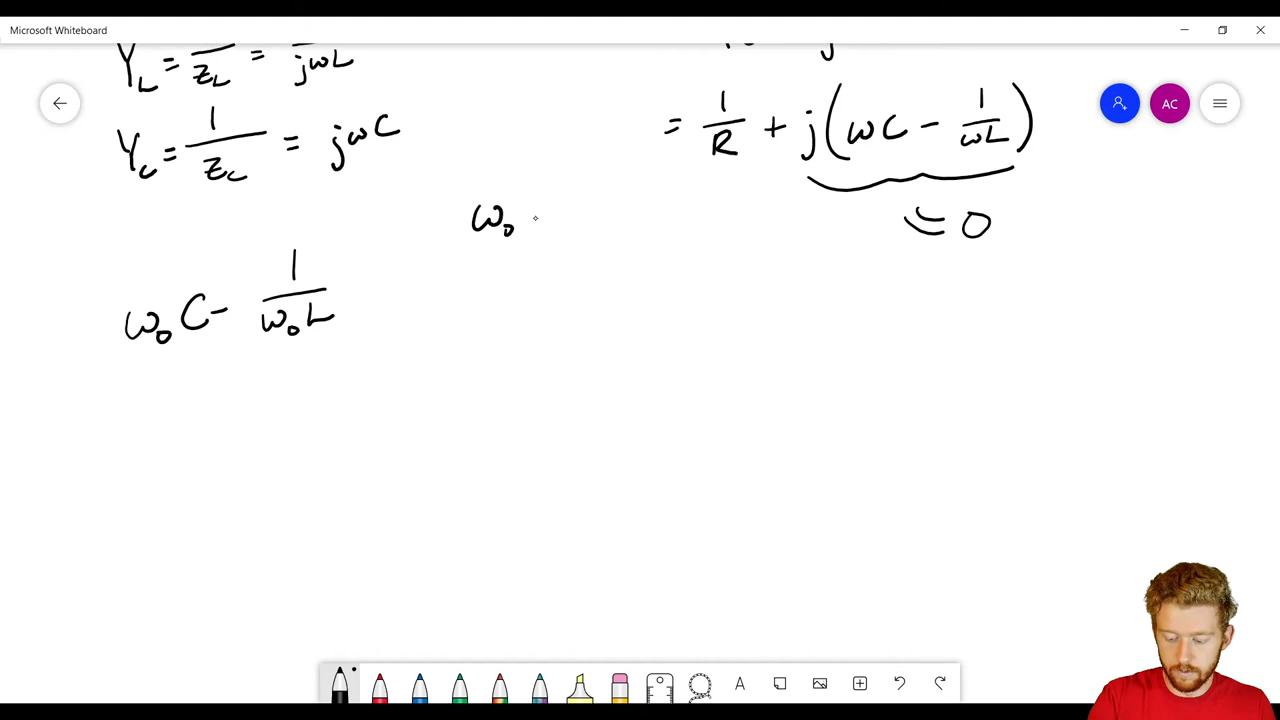 Microsoft Whiteboard
Y_L = 1/Z_L = 1/jωL
Y_C = 1/Z_C = jωC
= 1/R + j(ωC - 1/ωL)
= 0
ω₀
ω₀C - 1/ω₀L
AC
A